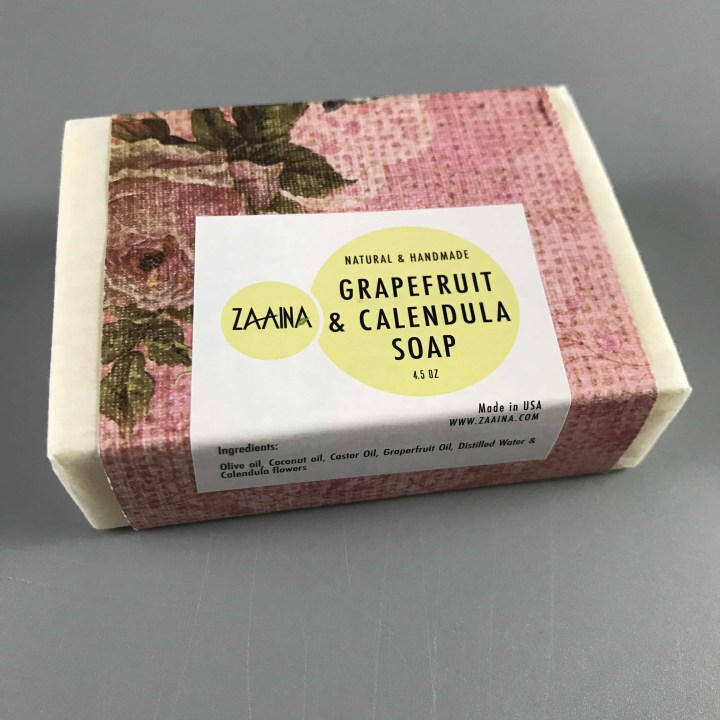 NATURAL & HANDMADE
ZAAINA
GRAPEFRUIT
& CALENDULA
SOAP
4.5 OZ
Made in USA
WWW.ZAAINA.COM
Ingredients:
Olive oil, Coconut oil, Castor Oil, Graperfruit Oil, Distilled Water &
Calendula flowers